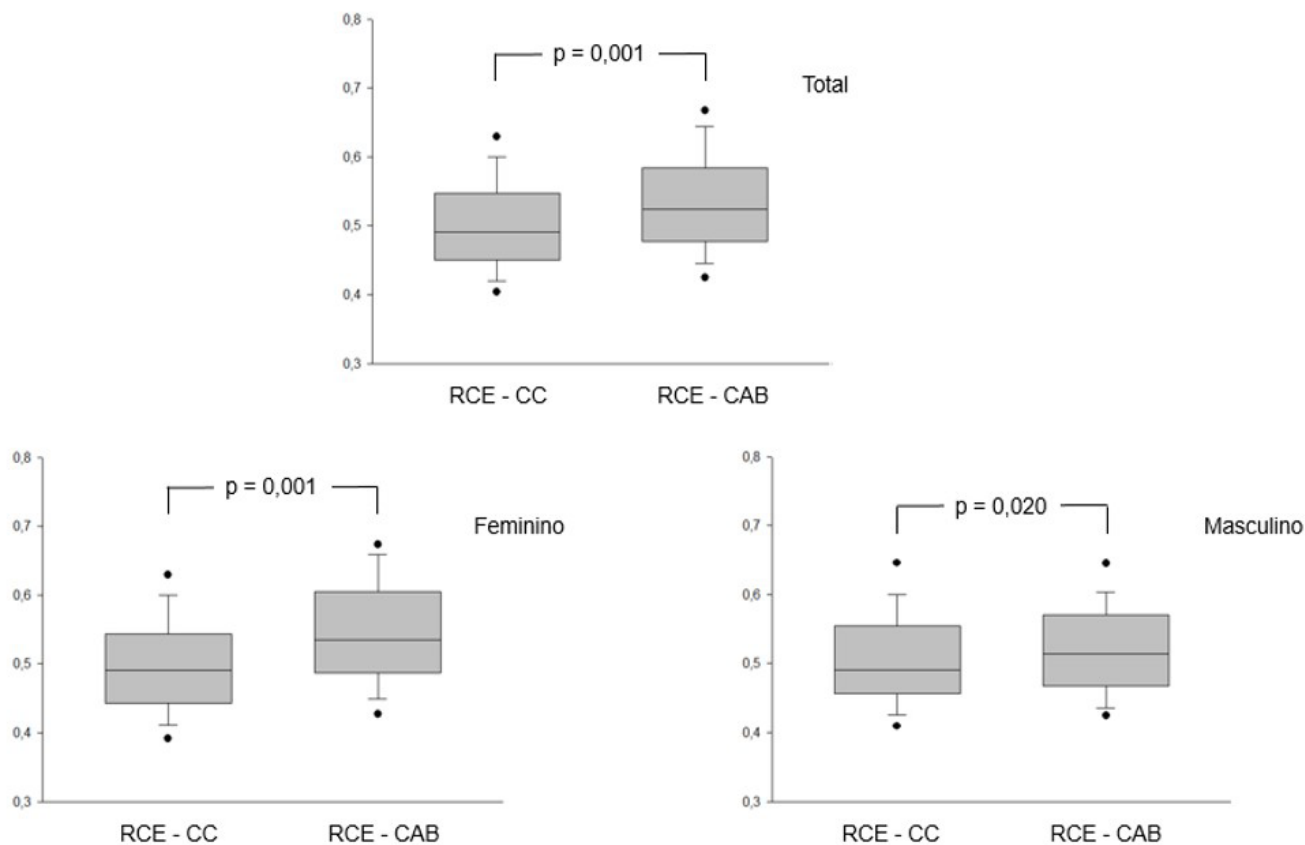 0,8
p = 0,001
Total
0,7
0,6
0,5
0,4
0,3
RCE - CC
RCE - CAB
0,8
p = 0,001
Feminino
0,7
0,6
0,5
0,4
0,3
RCE - CC
RCE - CAB
0,8
p = 0,020
Masculino
0,7
0,6
0,5
0,4
0,3
RCE - CC
RCE - CAB